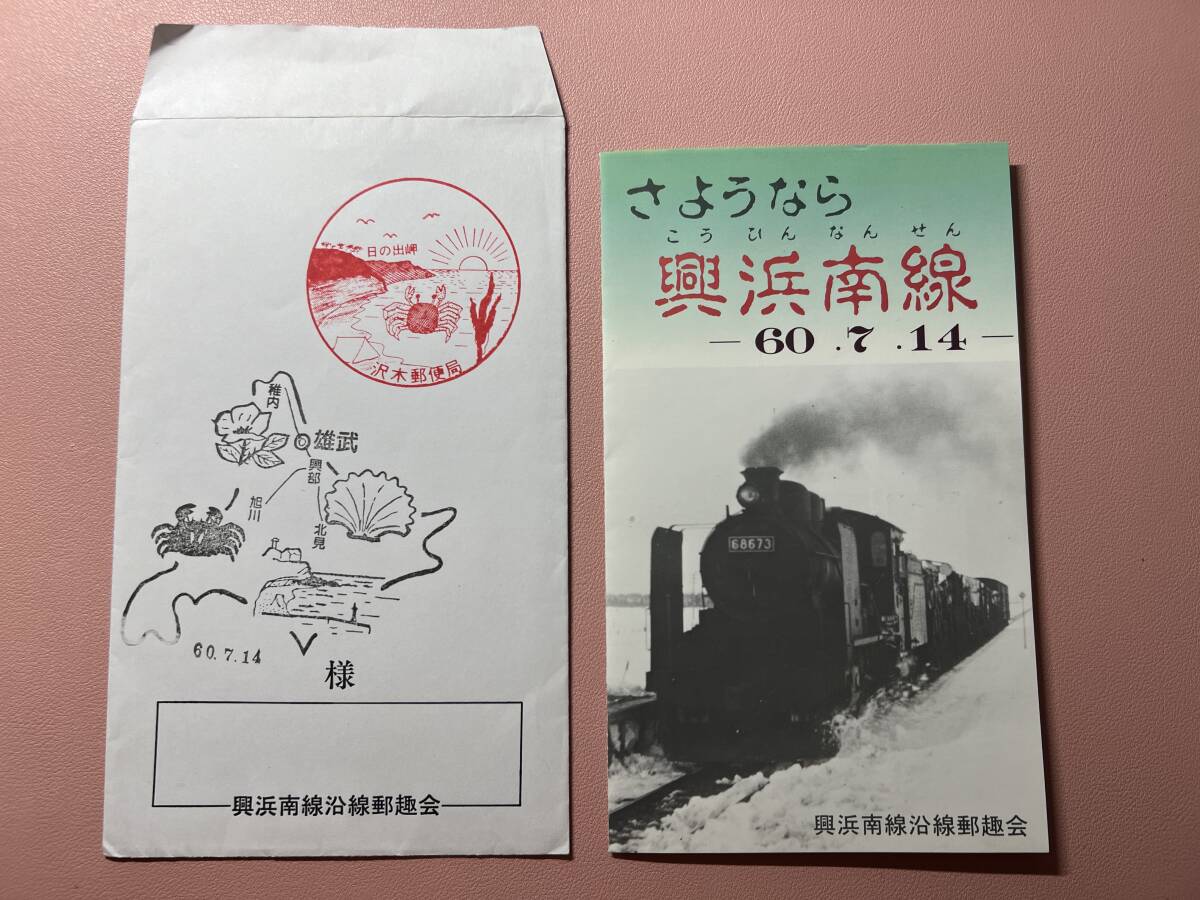 日の出岬
沢木郵便局
稚内
雄武
興部
旭川
北見
60.7.14
様
興浜南線沿線郵趣会
さようなら
こうひんなんせん
興浜南線
－60.7.14－
68673
興浜南線沿線郵趣会